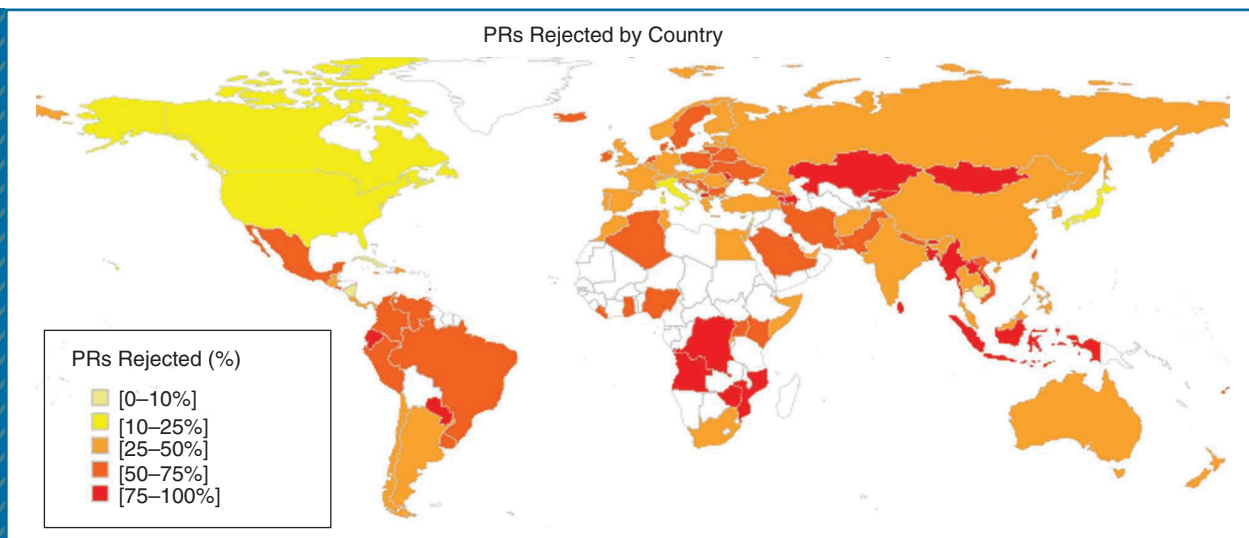 PRs Rejected by Country
PRs Rejected (%)
[0–10%]
[10–25%]
[25–50%]
[50–75%]
[75–100%]